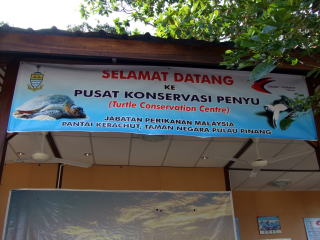 SELAMAT DATANG
KE
PUSAT KONSERVASI PENYU
(Turtle Conservation Centre)
JABATAN PERIKANAN MALAYSIA
PANTAI KERACHUT, TAMAN NEGARA PULAU PINANG